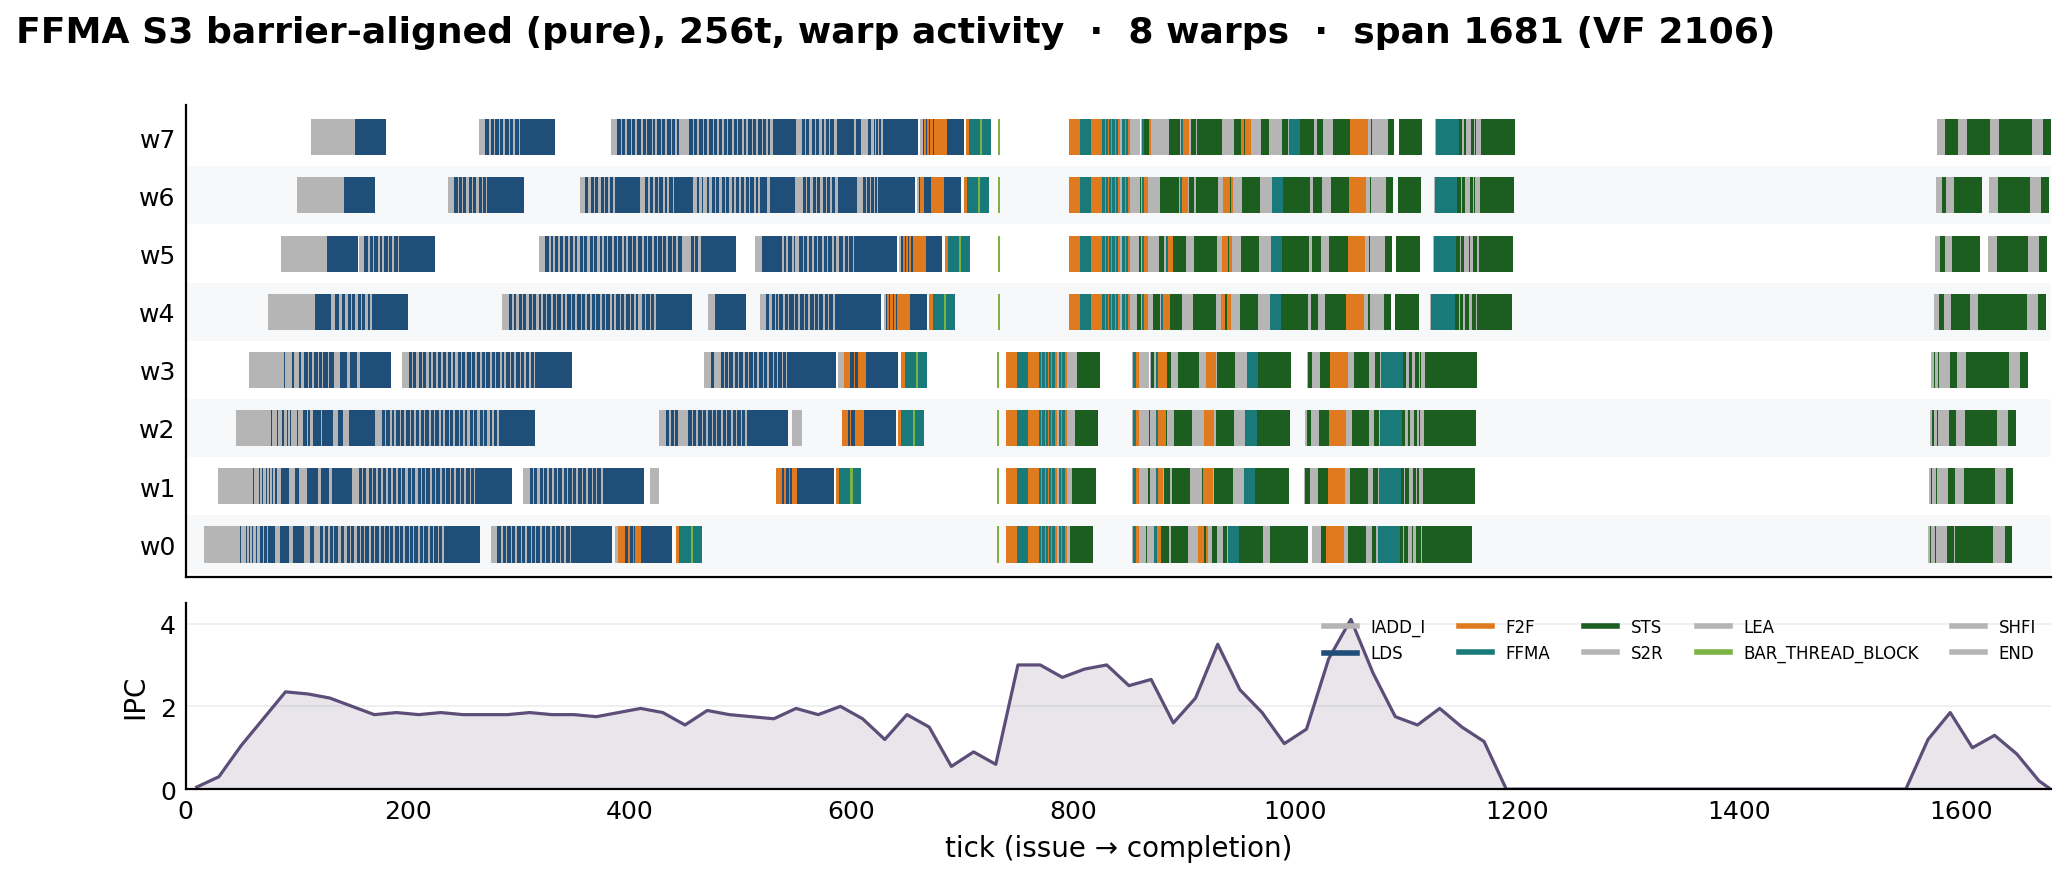 FFMA S3 barrier-aligned (pure), 256t, warp activity · 8 warps · span 1681 (VF 2106)
w7
w6
w5
w4
w3
w2
w1
w0
IPC
4
2
0
IADD_I F2F STS LEA SHFI
LDS FFMA S2R BAR_THREAD_BLOCK END
0 200 400 600 800 1000 1200 1400 1600
tick (issue → completion)